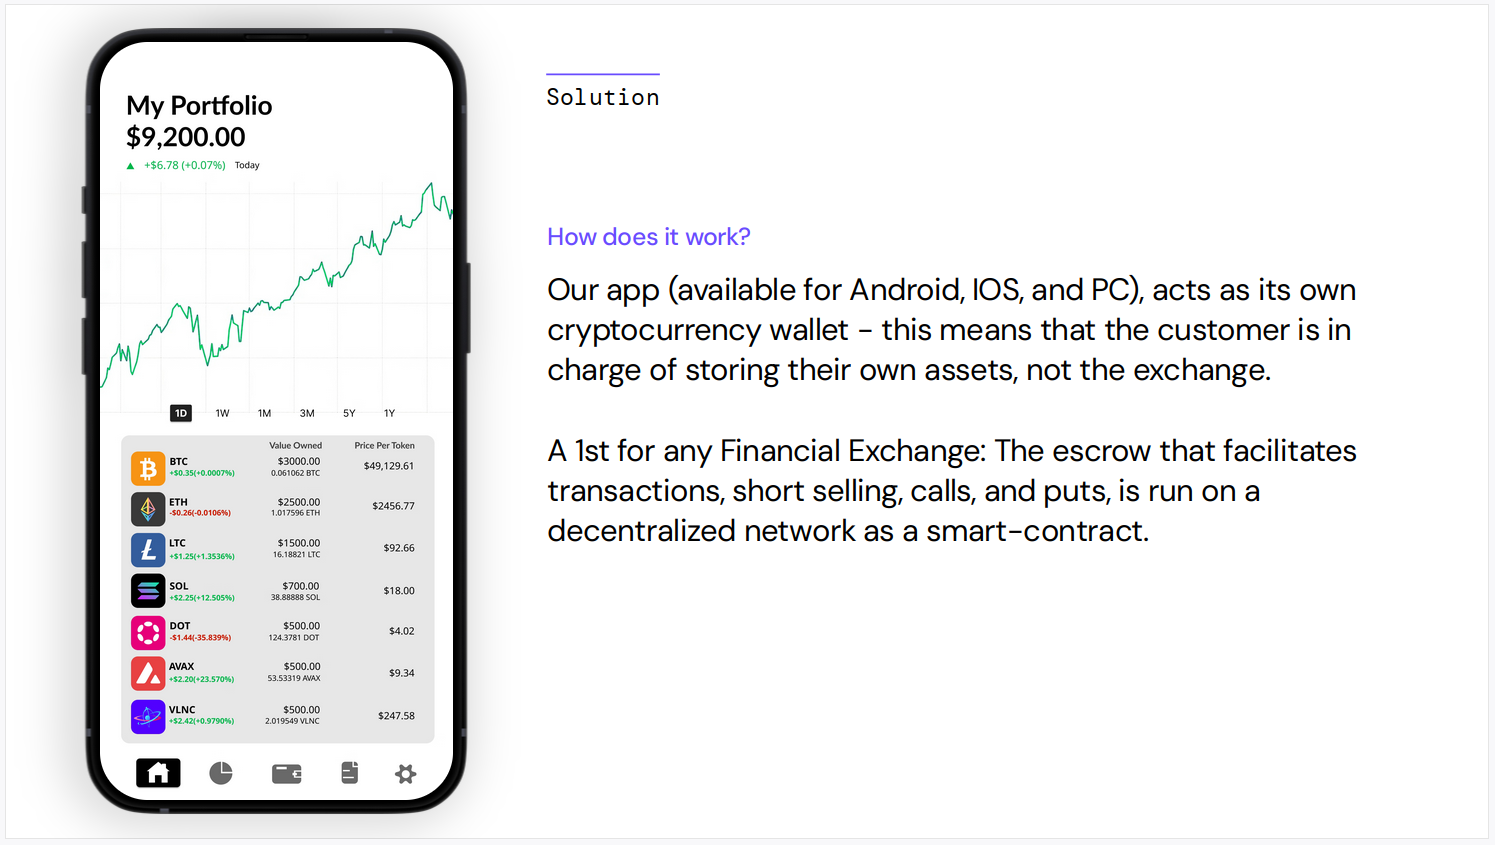 My Portfolio
$9,200.00
+$6.78 (+0.07%) Today
1D 1W 1M 3M 5Y 1Y
Value Owned Price Per Token
BTC $3000.00 $49,129.61
+$0.35(+0.0007%) 0.061062 BTC
ETH $2500.00 $2456.77
-$0.26(-0.0106%) 1.017596 ETH
LTC $1500.00 $92.66
+$1.25(+1.3536%) 16.18821 LTC
SOL $700.00 $18.00
+$2.25(+12.505%) 38.88888 SOL
DOT $500.00 $4.02
-$1.44(-35.839%) 124.3781 DOT
AVAX $500.00 $9.34
+$2.20(+23.570%) 53.53319 AVAX
VLNC $500.00 $247.58
+$2.42(+0.9790%) 2.019549 VLNC
Solution
How does it work?
Our app (available for Android, IOS, and PC), acts as its own
cryptocurrency wallet - this means that the customer is in
charge of storing their own assets, not the exchange.
A 1st for any Financial Exchange: The escrow that facilitates
transactions, short selling, calls, and puts, is run on a
decentralized network as a smart-contract.